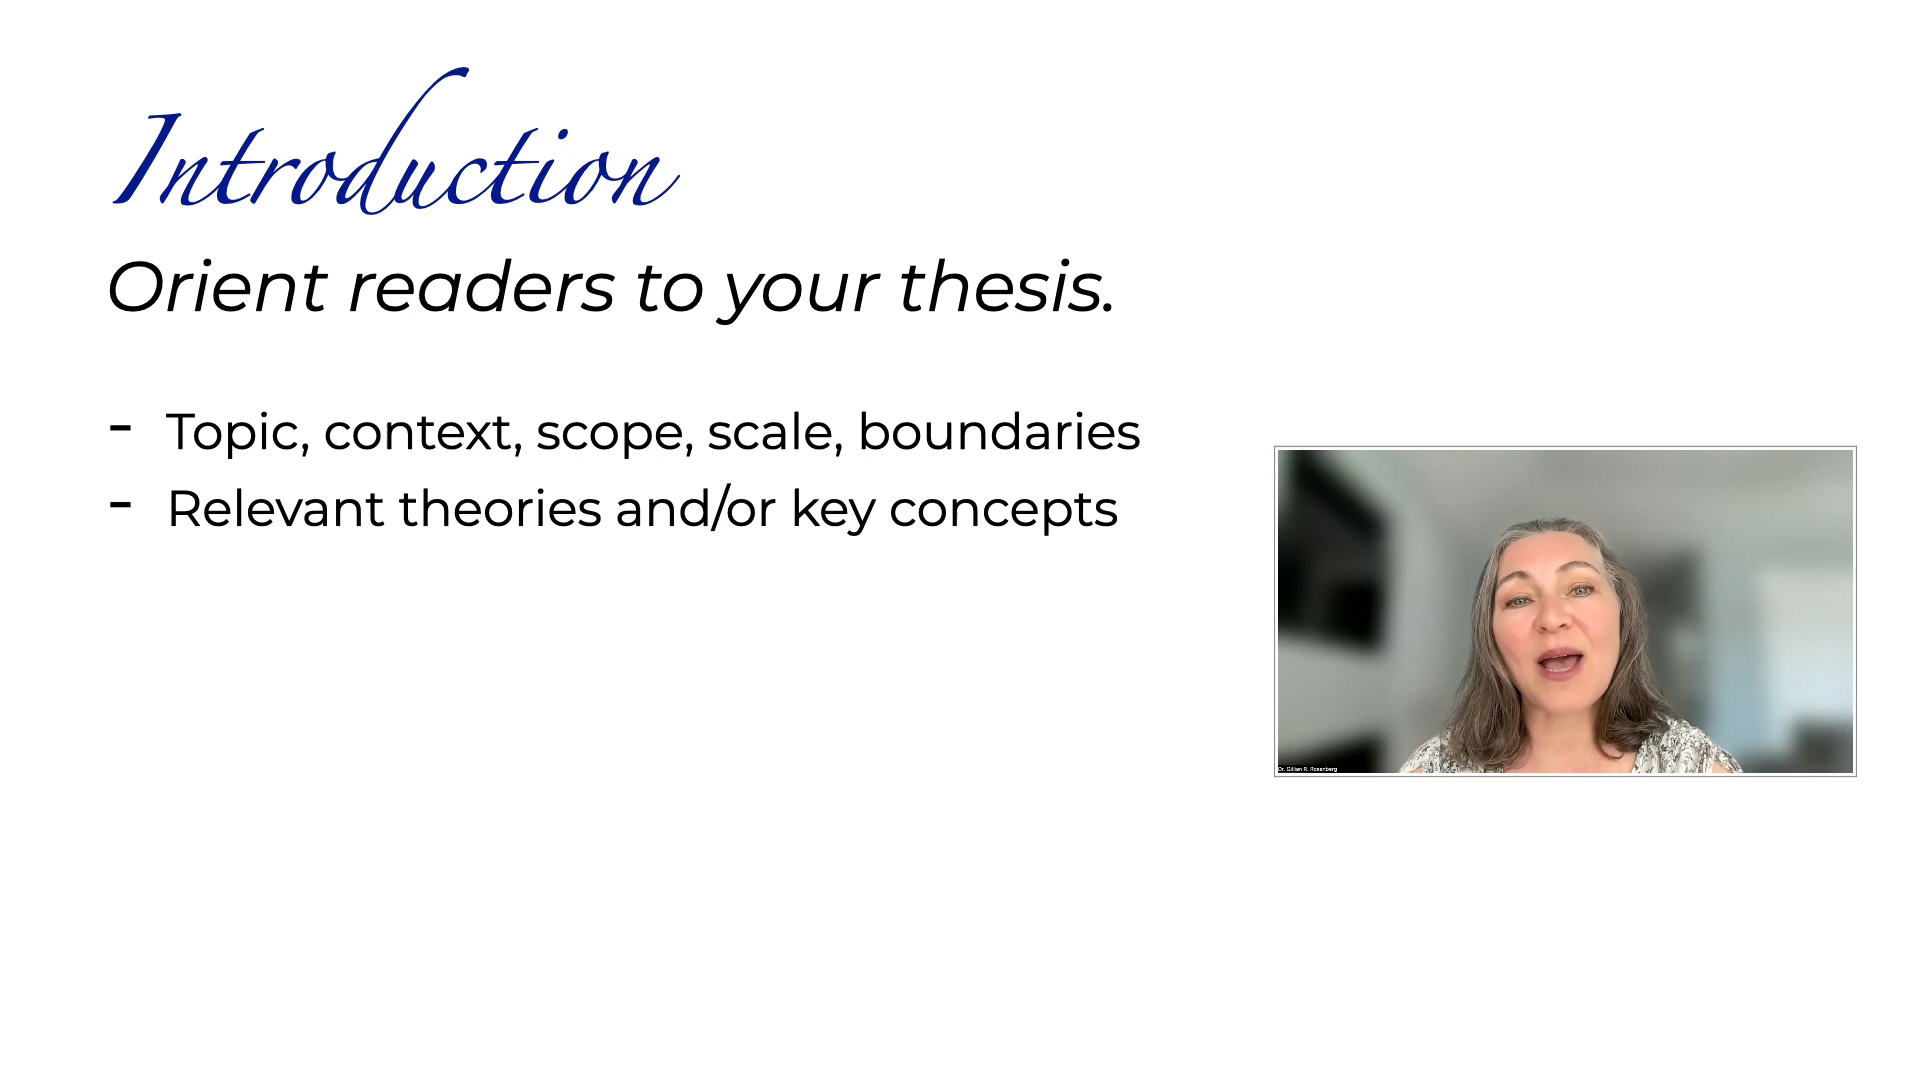 Introduction
Orient readers to your thesis.
- Topic, context, scope, scale, boundaries
- Relevant theories and/or key concepts
Dr. Gillian R. Rosenberg